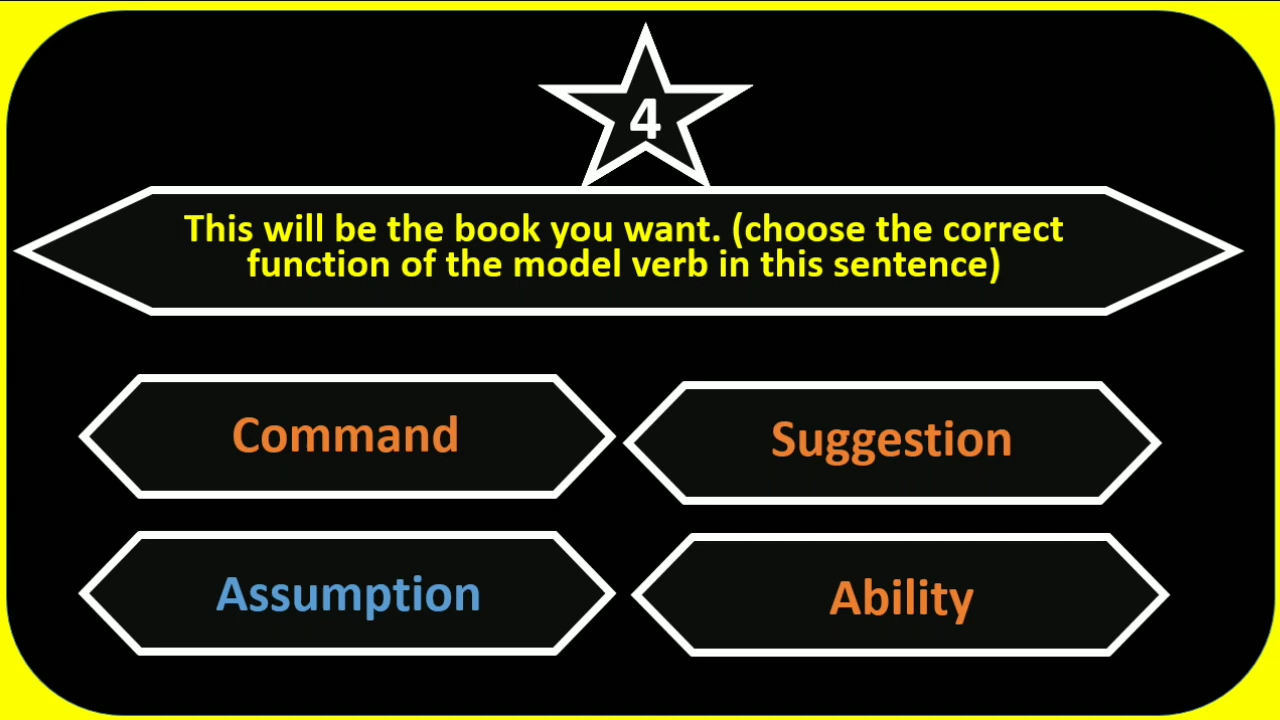 4
This will be the book you want. (choose the correct
function of the model verb in this sentence)
Command
Suggestion
Assumption
Ability